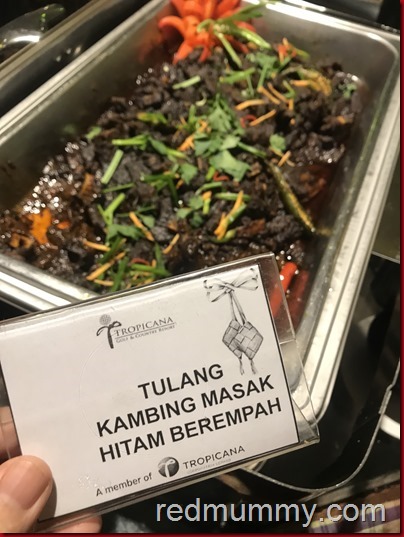 TROPICANA
GOLF & COUNTRY RESORT
TULANG
KAMBING MASAK
HITAM BEREMPAH
A member of TROPICANA
redmummy.com